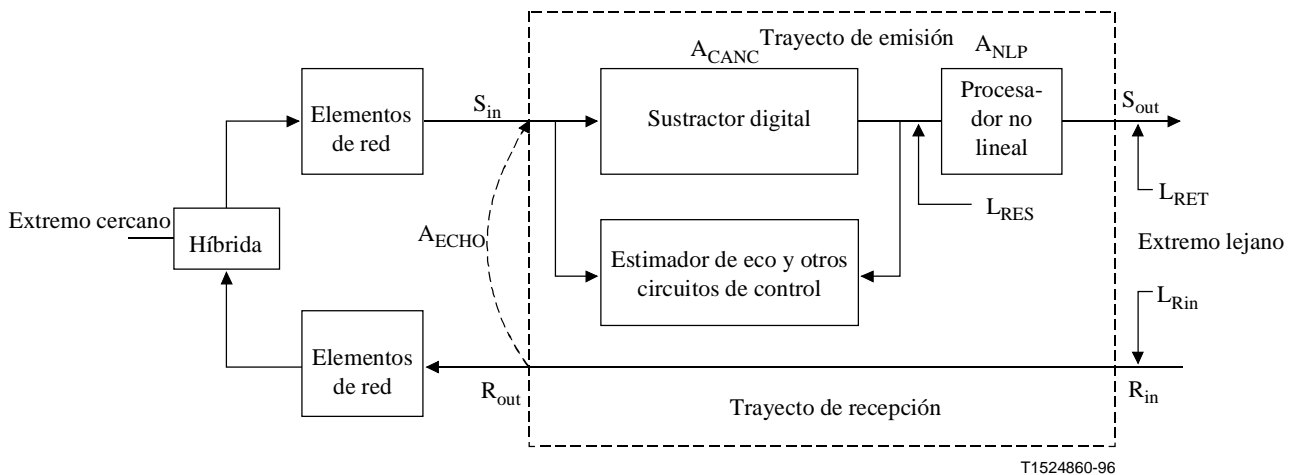 Trayecto de emisión
A_CANC
A_NLP
Elementos
de red
S_in
Sustractor digital
Procesa-
dor no
lineal
S_out
Extremo cercano
Híbrida
A_ECHO
L_RES
L_RET
Estimador de eco y otros
circuitos de control
Extremo lejano
L_Rin
Elementos
de red
R_out
Trayecto de recepción
R_in
T1524860-96